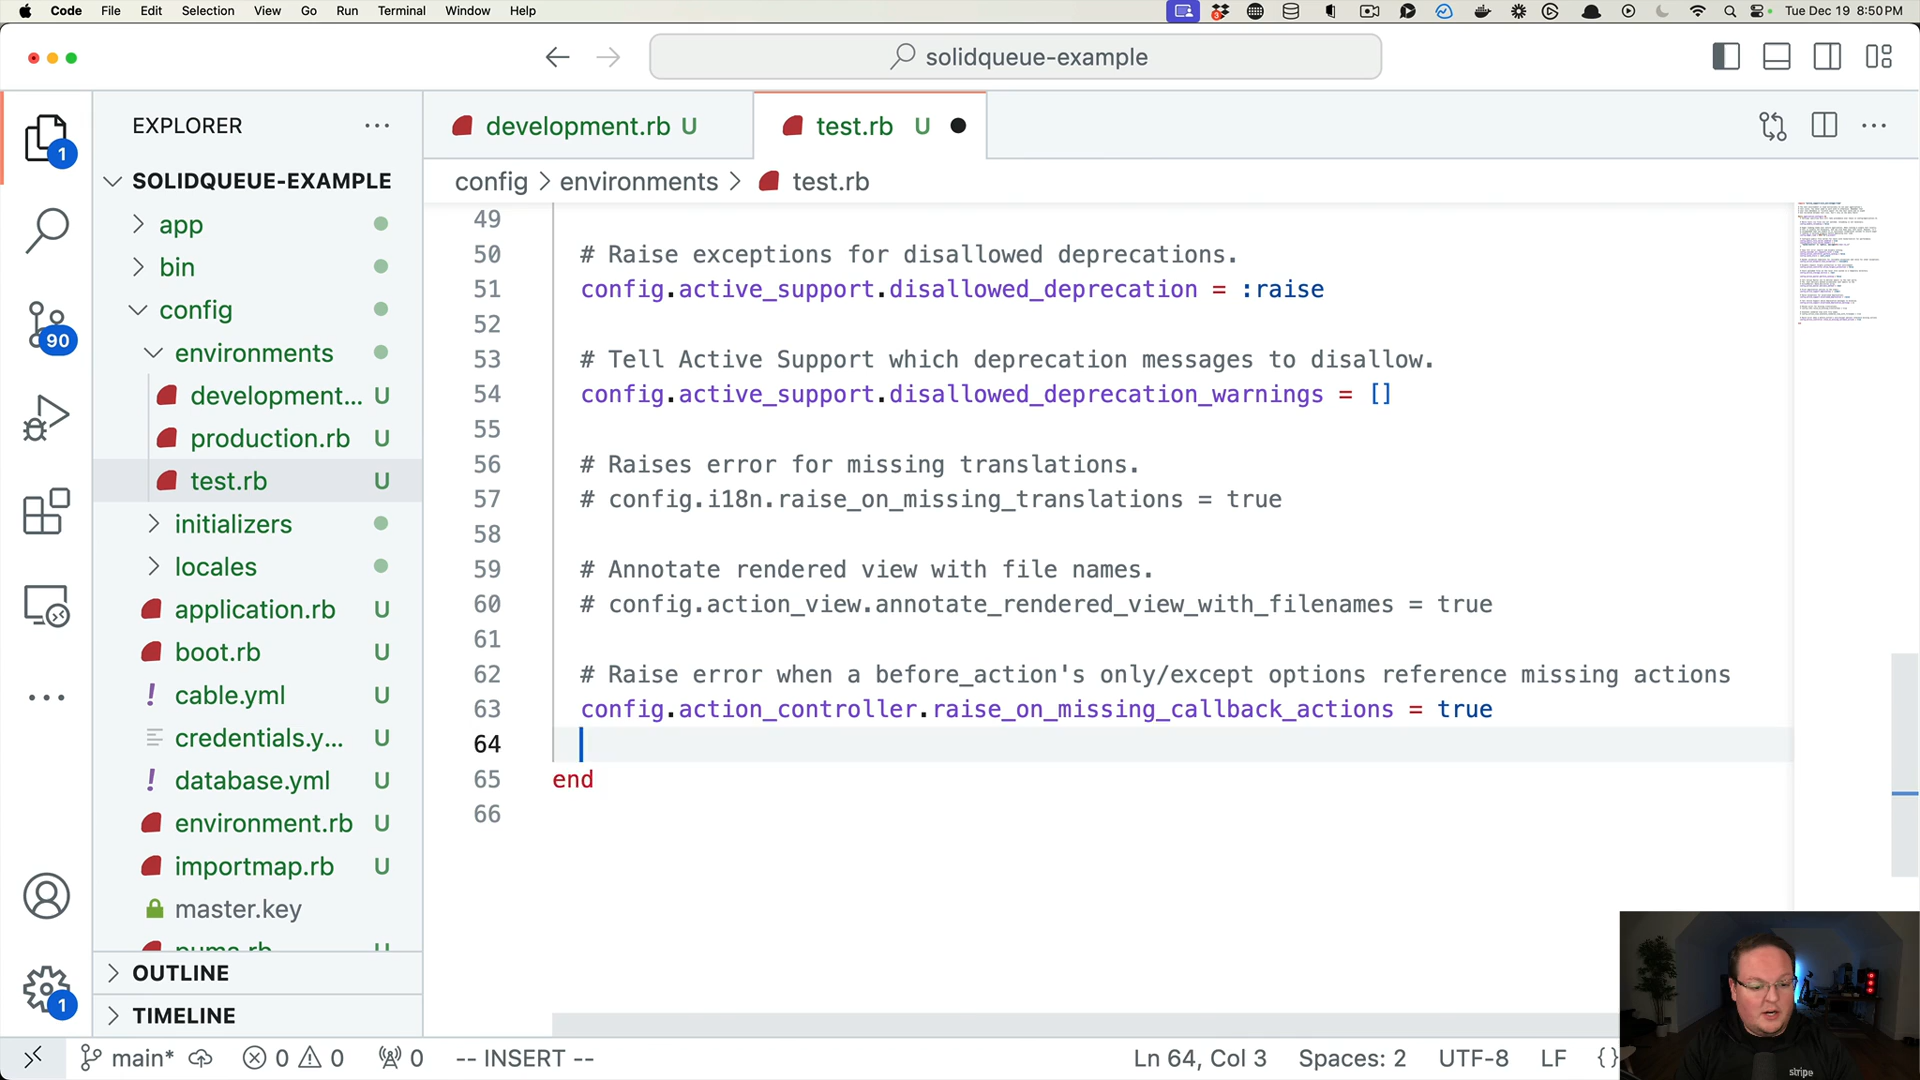 Code File Edit Selection View Go Run Terminal Window Help
3
Tue Dec 19 8:50 PM
solidqueue-example
EXPLORER
1
SOLIDQUEUE-EXAMPLE
app
bin
90
config
environments
development... U
production.rb U
test.rb U
initializers
locales
application.rb U
boot.rb U
cable.yml U
credentials.y... U
database.yml U
environment.rb U
importmap.rb U
master.key
puma.rb U
OUTLINE
1
TIMELINE
development.rb U
test.rb U
config > environments > test.rb
49
50 # Raise exceptions for disallowed deprecations.
51 config.active_support.disallowed_deprecation = :raise
52
53 # Tell Active Support which deprecation messages to disallow.
54 config.active_support.disallowed_deprecation_warnings = []
55
56 # Raises error for missing translations.
57 # config.i18n.raise_on_missing_translations = true
58
59 # Annotate rendered view with file names.
60 # config.action_view.annotate_rendered_view_with_filenames = true
61
62 # Raise error when a before_action's only/except options reference missing actions
63 config.action_controller.raise_on_missing_callback_actions = true
64
65 end
66
stripe
main* 0 0 0 -- INSERT -- Ln 64, Col 3 Spaces: 2 UTF-8 LF {}